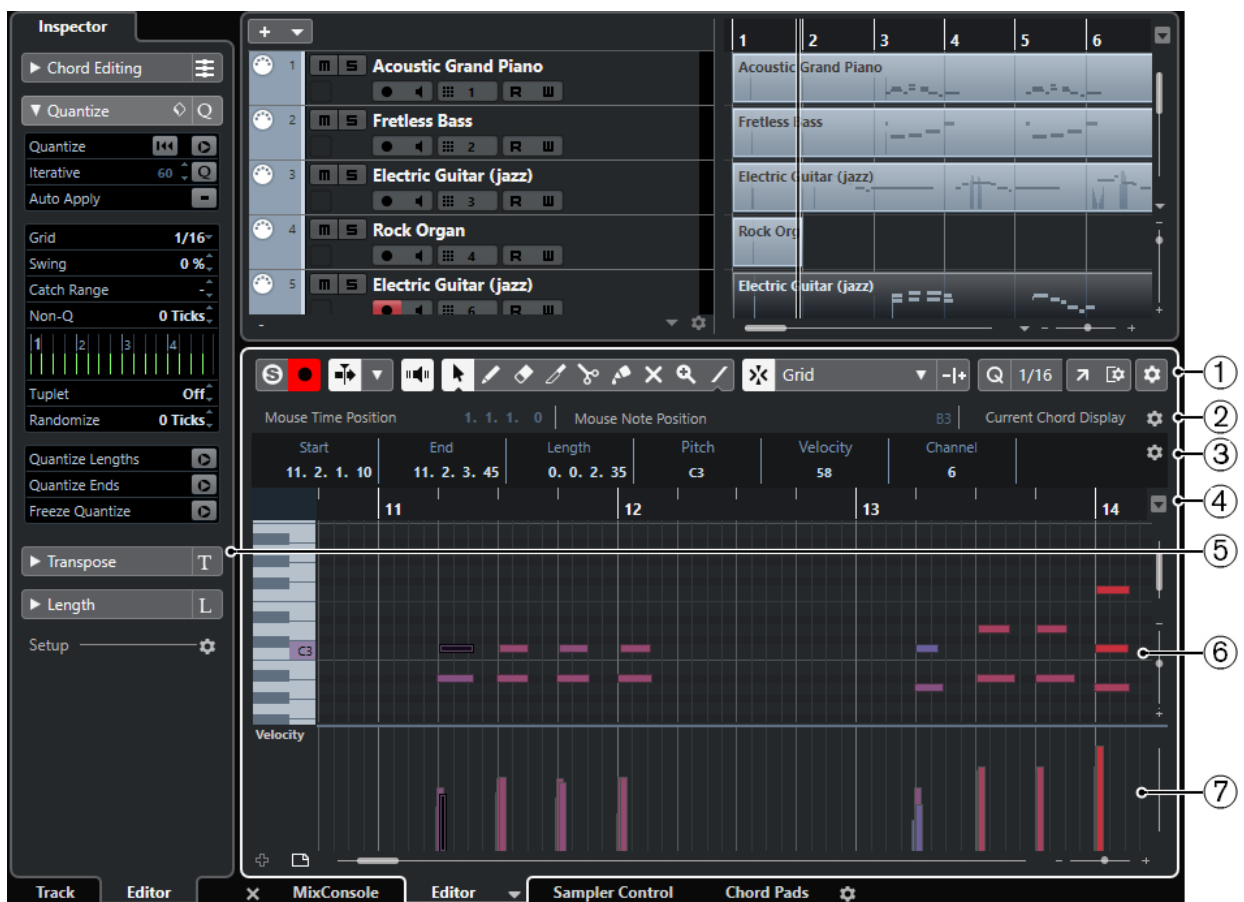 Inspector
Chord Editing
Quantize Q
Quantize
Iterative 60 Q
Auto Apply
Grid 1/16
Swing 0 %
Catch Range -
Non-Q 0 Ticks
1 2 3 4
Tuplet Off
Randomize 0 Ticks
Quantize Lengths
Quantize Ends
Freeze Quantize
Transpose T
Length L
Setup
Track Editor
+
1 m S Acoustic Grand Piano
1 R W
2 m S Fretless Bass
2 R W
3 m S Electric Guitar (jazz)
3 R W
4 m S Rock Organ
4 R W
5 m S Electric Guitar (jazz)
6 R W
-
1 2 3 4 5 6
Acoustic Grand Piano
Fretless Bass
Electric Guitar (jazz)
Rock Org
Electric Guitar (jazz)
S Grid Q 1/16
Mouse Time Position 1. 1. 1. 0 Mouse Note Position B3 Current Chord Display
Start End Length Pitch Velocity Channel
11. 2. 1. 10 11. 2. 3. 45 0. 0. 2. 35 C3 58 6
11 12 13 14
C3
Velocity
MixConsole Editor Sampler Control Chord Pads
1
2
3
4
5
6
7